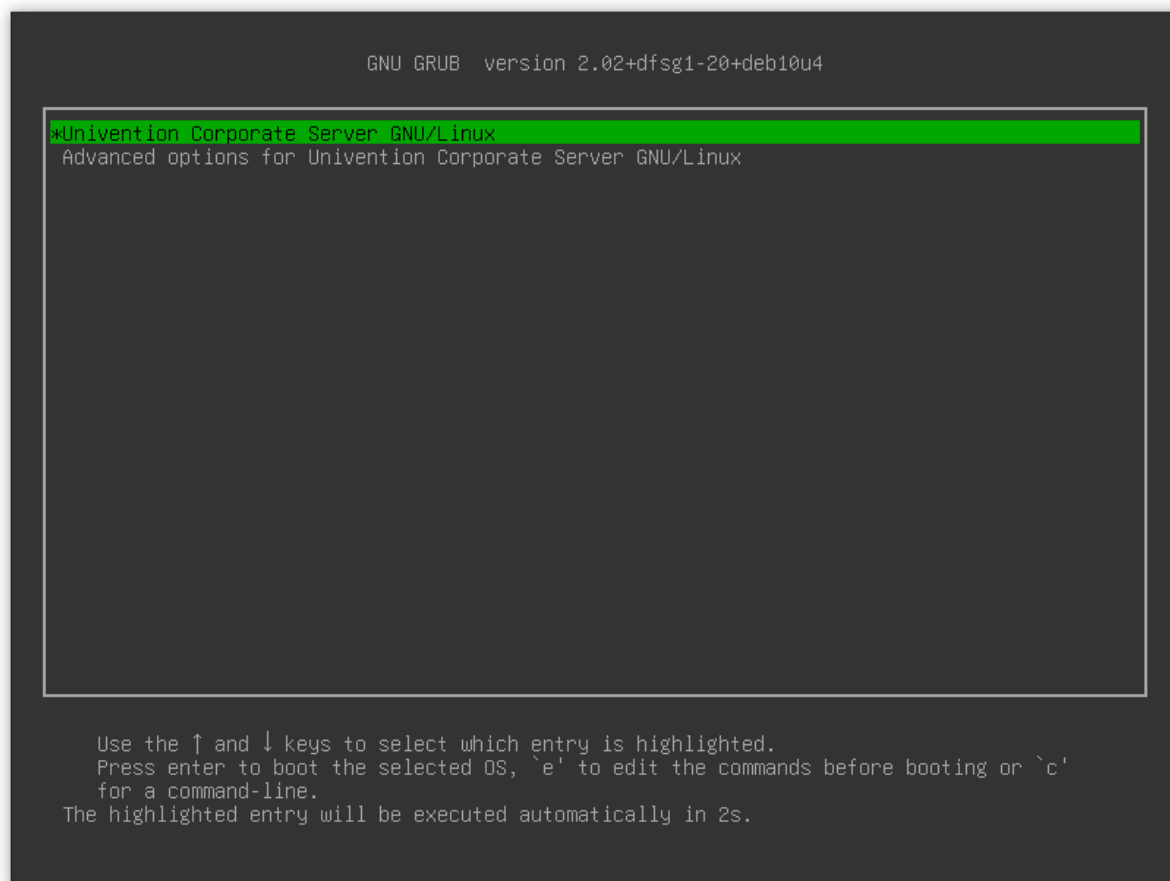 GNU GRUB  version 2.02+dfsg1-20+deb10u4
*Univention Corporate Server GNU/Linux
Advanced options for Univention Corporate Server GNU/Linux
Use the ↑ and ↓ keys to select which entry is highlighted.
Press enter to boot the selected OS, `e' to edit the commands before booting or `c'
for a command-line.
The highlighted entry will be executed automatically in 2s.